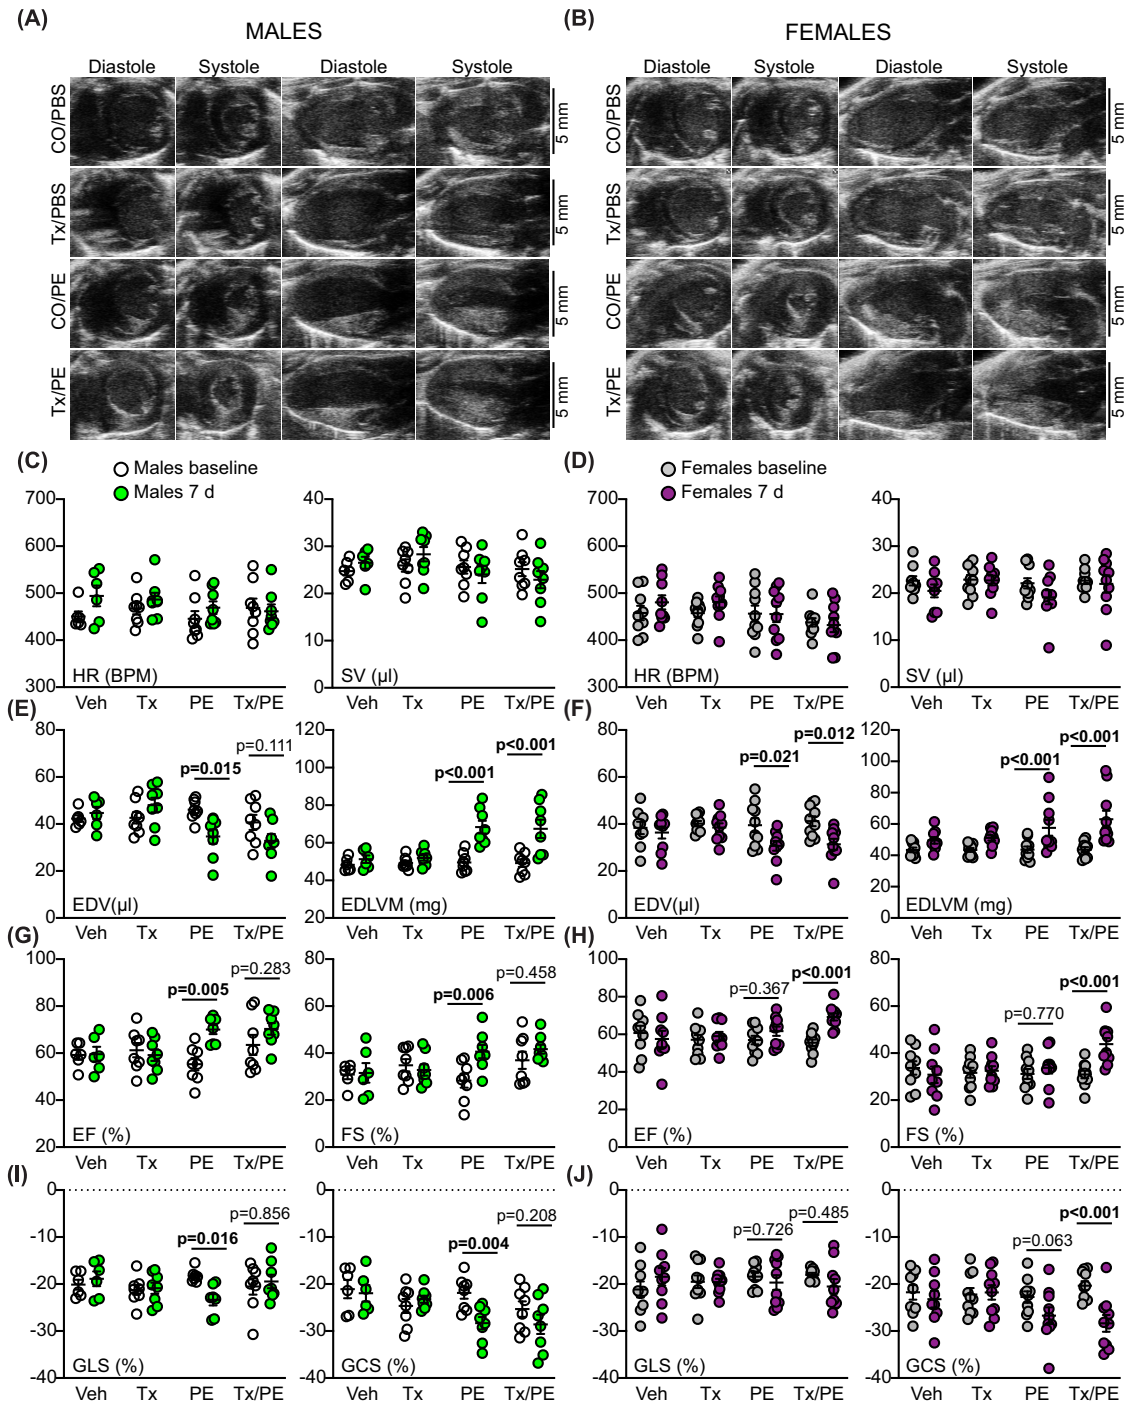 (A)
MALES
Diastole Systole Diastole Systole
CO/PBS
5 mm
Tx/PBS
5 mm
CO/PE
5 mm
Tx/PE
5 mm
(B)
FEMALES
Diastole Systole Diastole Systole
CO/PBS
5 mm
Tx/PBS
5 mm
CO/PE
5 mm
Tx/PE
5 mm
(C)
Males baseline
Males 7 d
700
600
500
400
300
HR (BPM)
Veh Tx PE Tx/PE
40
30
20
10
0
SV (µl)
Veh Tx PE Tx/PE
(D)
Females baseline
Females 7 d
700
600
500
400
300
HR (BPM)
Veh Tx PE Tx/PE
40
30
20
10
0
SV (µl)
Veh Tx PE Tx/PE
(E)
80
60
40
20
0
p=0.015
p=0.111
EDV(µl)
Veh Tx PE Tx/PE
120
100
80
60
40
20
p<0.001
p<0.001
EDLVM (mg)
Veh Tx PE Tx/PE
(F)
80
60
40
20
0
p=0.021
p=0.012
EDV(µl)
Veh Tx PE Tx/PE
120
100
80
60
40
20
0
p<0.001
p<0.001
EDLVM (mg)
Veh Tx PE Tx/PE
(G)
100
80
60
40
20
p=0.005
p=0.283
EF (%)
Veh Tx PE Tx/PE
80
60
40
20
0
p=0.006
p=0.458
FS (%)
Veh Tx PE Tx/PE
(H)
100
80
60
40
20
0
p=0.367
p<0.001
EF (%)
Veh Tx PE Tx/PE
80
60
40
20
0
p=0.770
p<0.001
FS (%)
Veh Tx PE Tx/PE
(I)
0
-10
-20
-30
-40
p=0.016
p=0.856
GLS (%)
Veh Tx PE Tx/PE
0
-10
-20
-30
-40
p=0.004
p=0.208
GCS (%)
Veh Tx PE Tx/PE
(J)
0
-10
-20
-30
-40
p=0.726
p=0.485
GLS (%)
Veh Tx PE Tx/PE
0
-10
-20
-30
-40
p=0.063
p<0.001
GCS (%)
Veh Tx PE Tx/PE